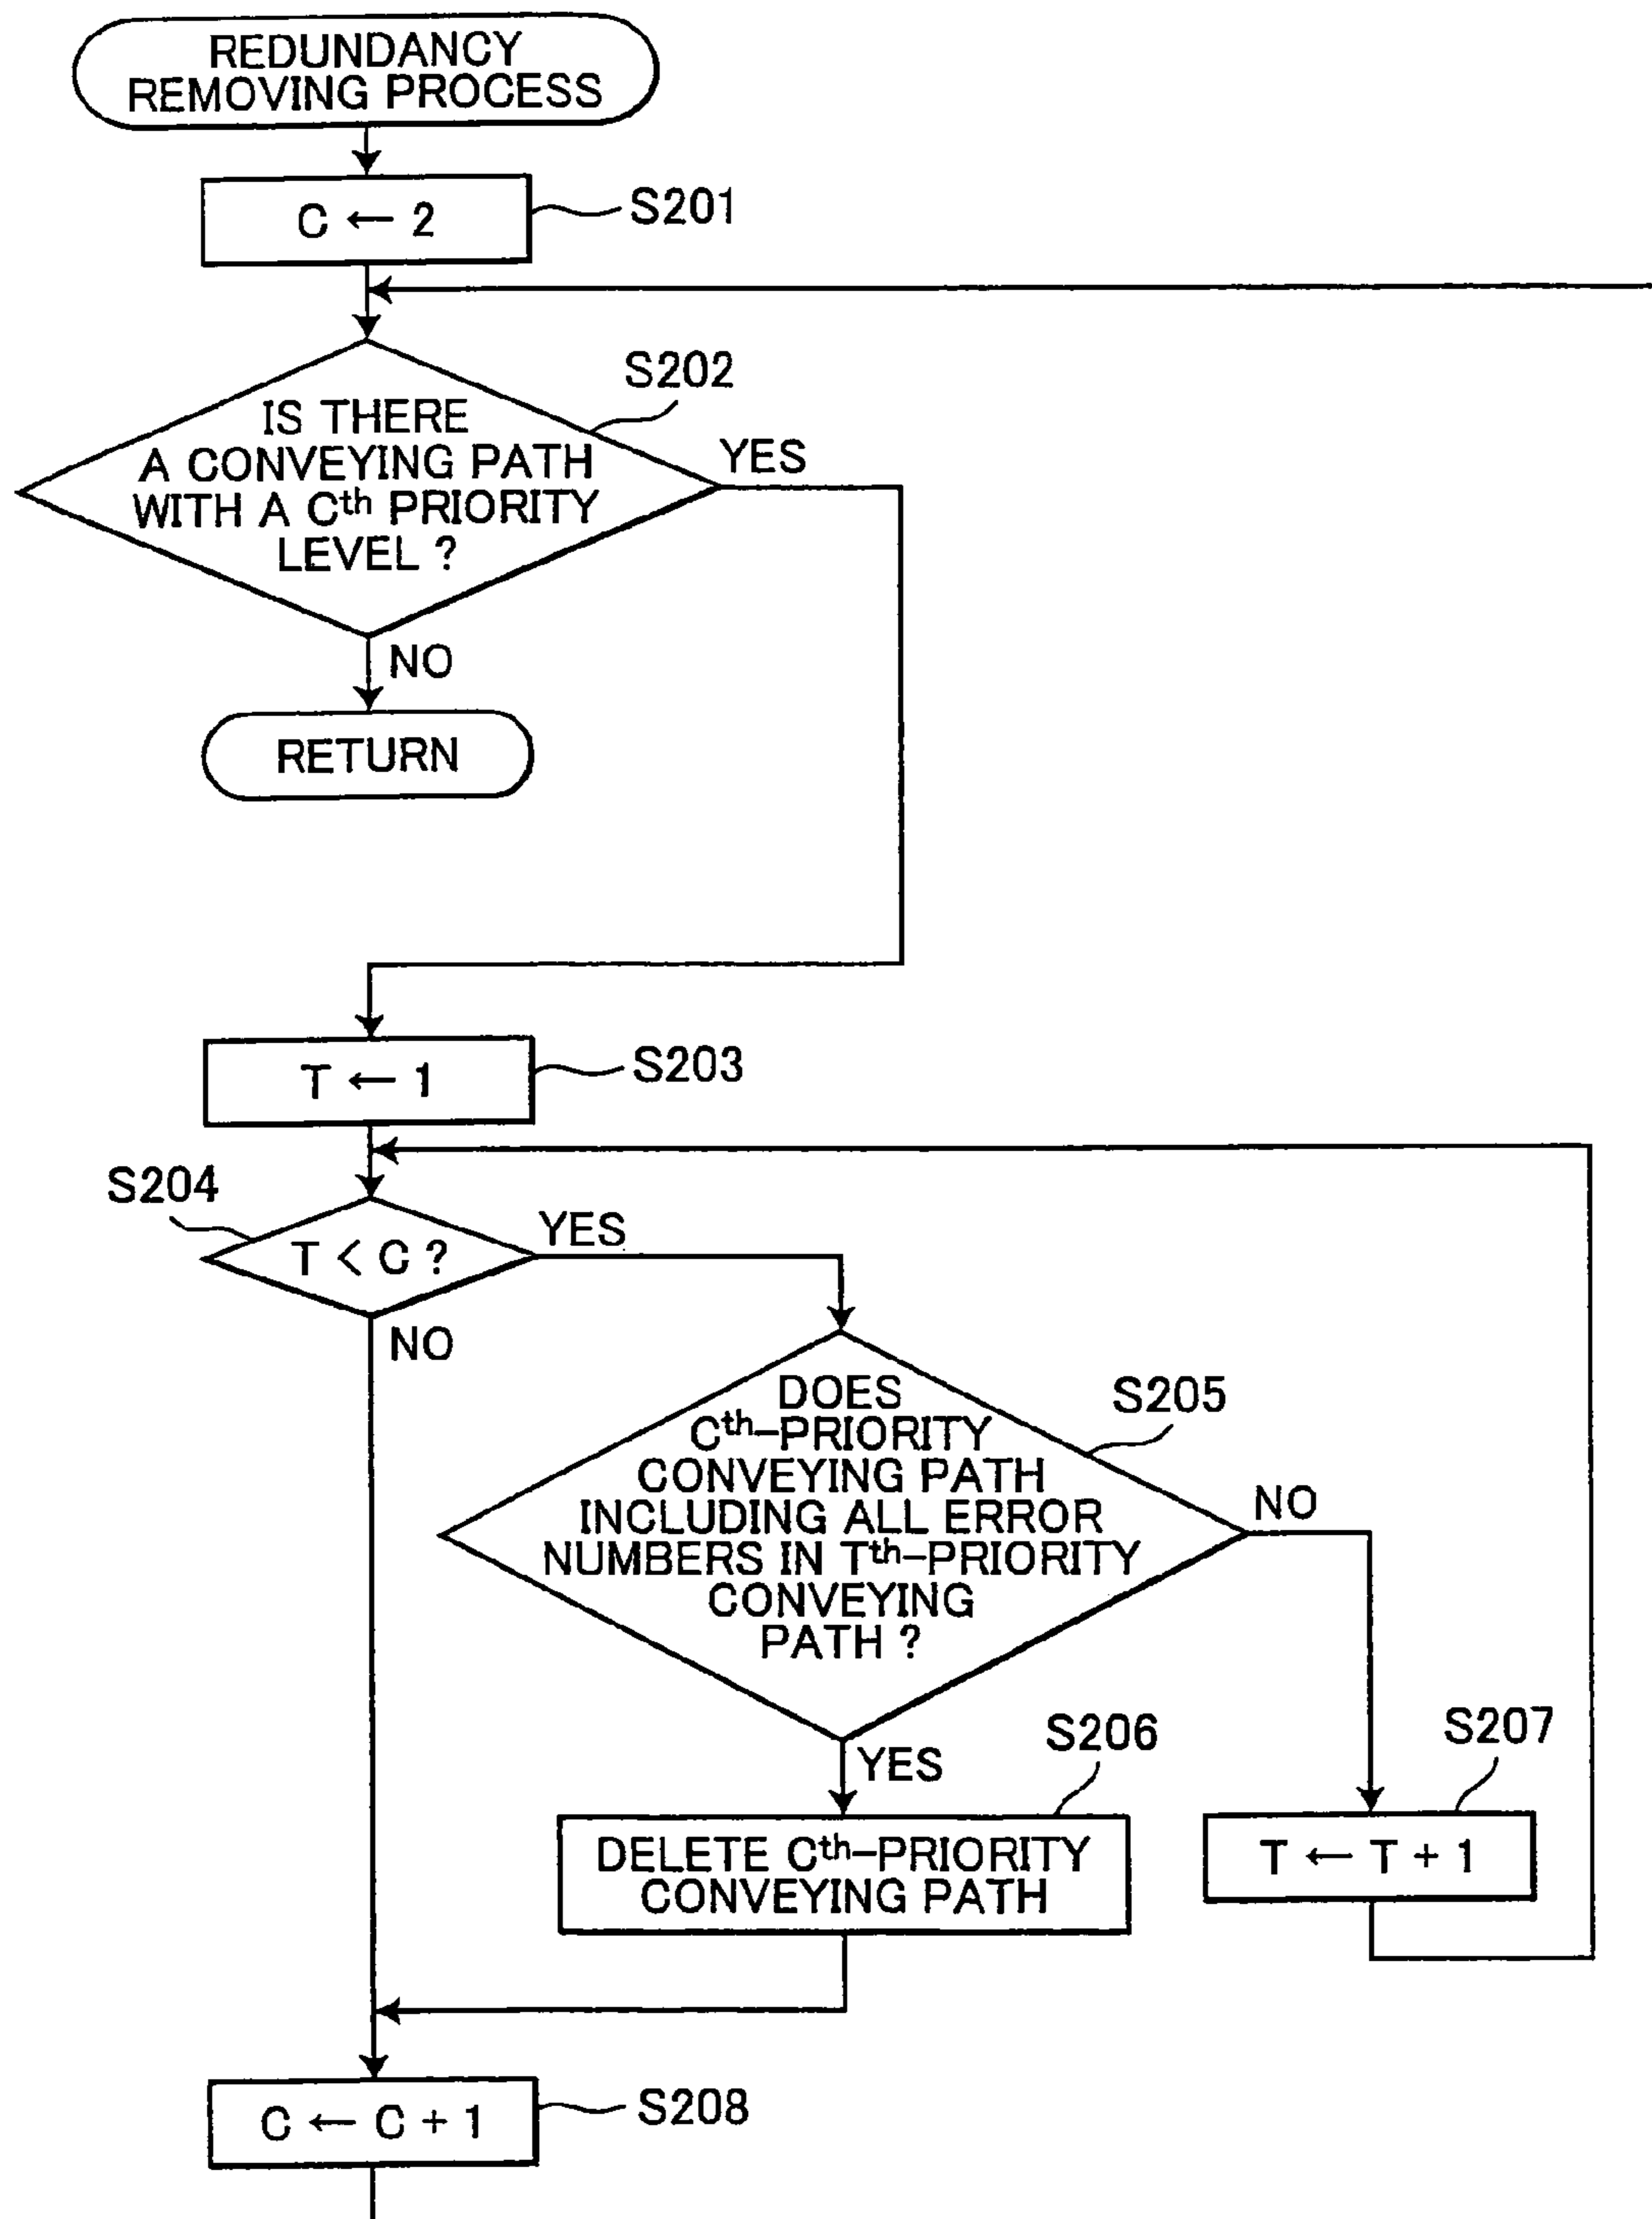 REDUNDANCY
REMOVING PROCESS
C ← 2
S201
S202
IS THERE
A CONVEYING PATH
WITH A Cth PRIORITY
LEVEL ?
YES
NO
RETURN
T ← 1
S203
S204
T < C ?
YES
NO
DOES
Cth-PRIORITY
CONVEYING PATH
INCLUDING ALL ERROR
NUMBERS IN Tth-PRIORITY
CONVEYING
PATH ?
S205
NO
YES
S206
DELETE Cth-PRIORITY
CONVEYING PATH
S207
T ← T + 1
C ← C + 1
S208